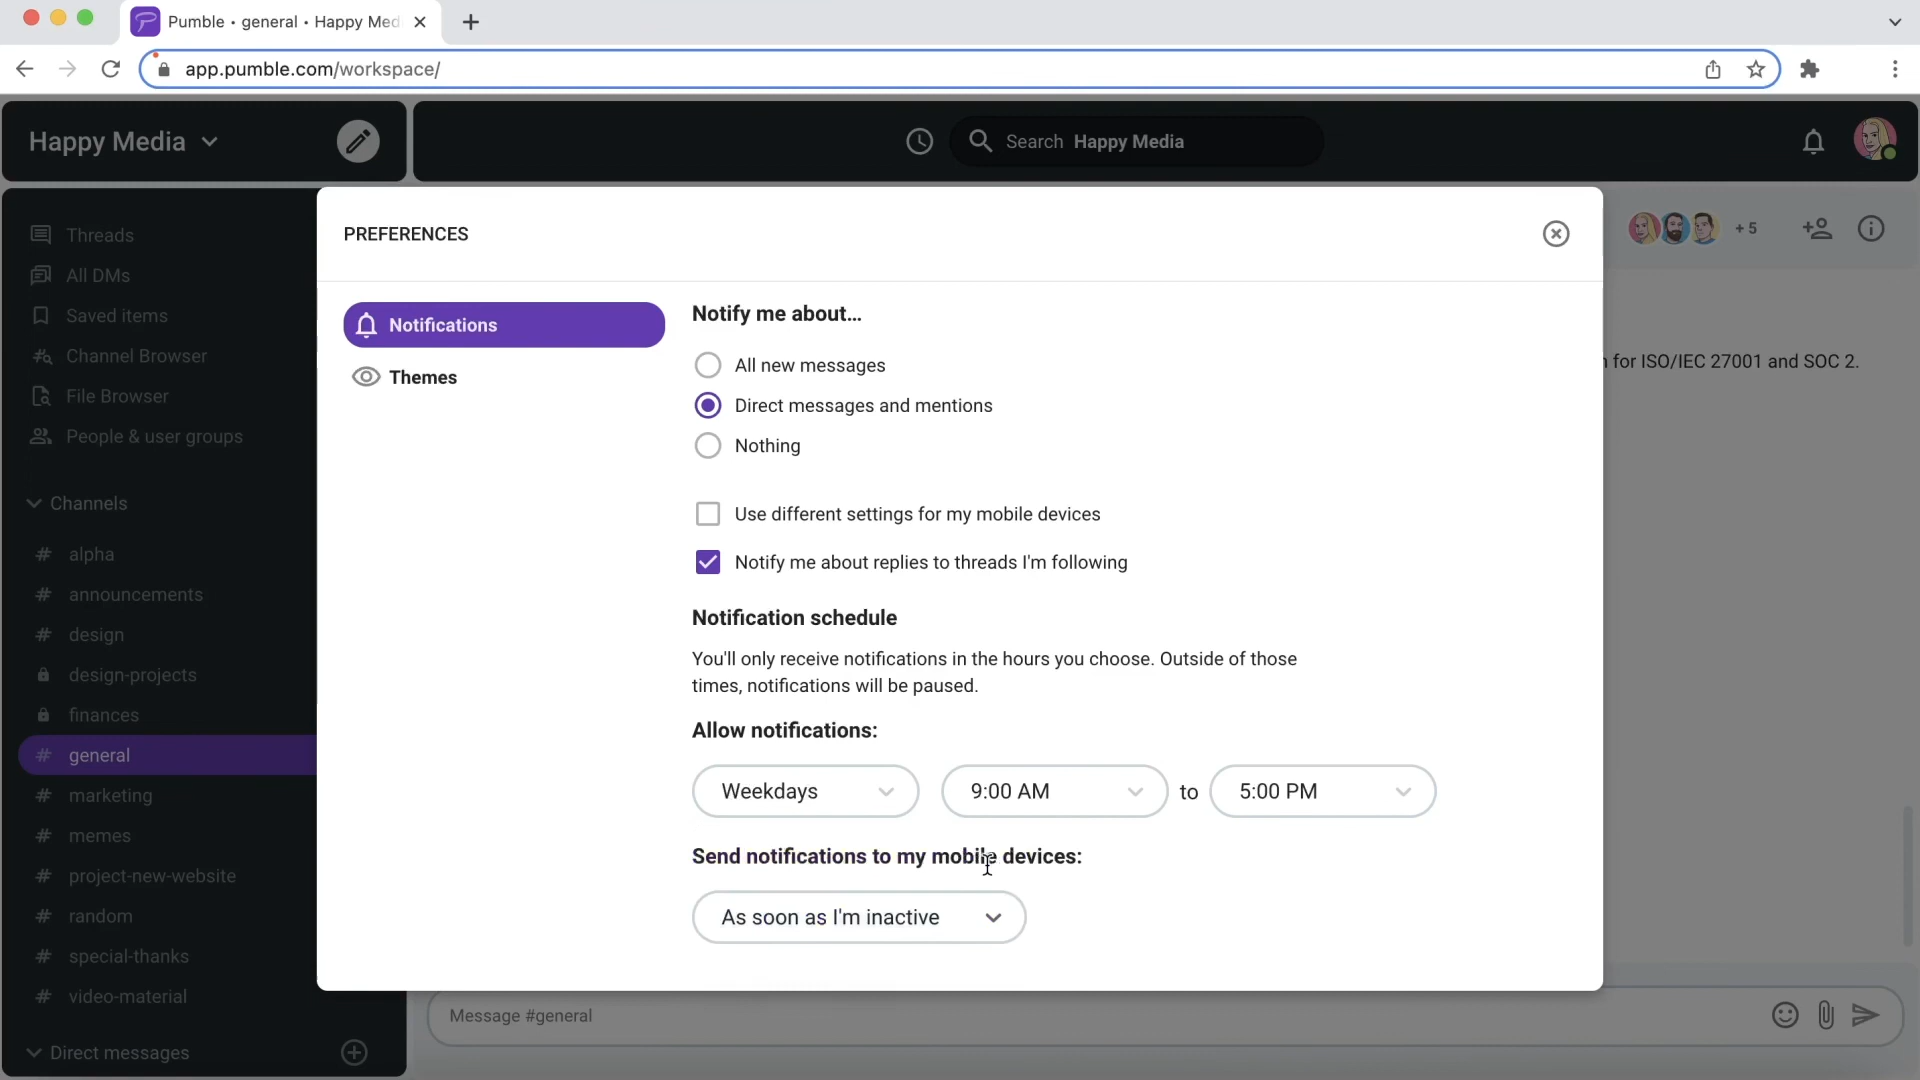 Pumble • general • Happy Med
app.pumble.com/workspace/
Happy Media
Search Happy Media
Threads
All DMs
Saved items
Channel Browser
File Browser
People & user groups
Channels
# alpha
# announcements
# design
design-projects
finances
# general
# marketing
# memes
# project-new-website
# random
# special-thanks
# video-material
Direct messages
+ 5
for ISO/IEC 27001 and SOC 2.
PREFERENCES
Notifications
Themes
Notify me about...
All new messages
Direct messages and mentions
Nothing
Use different settings for my mobile devices
Notify me about replies to threads I'm following
Notification schedule
You'll only receive notifications in the hours you choose. Outside of those
times, notifications will be paused.
Allow notifications:
Weekdays 9:00 AM to 5:00 PM
Send notifications to my mobile devices:
As soon as I'm inactive
Message #general